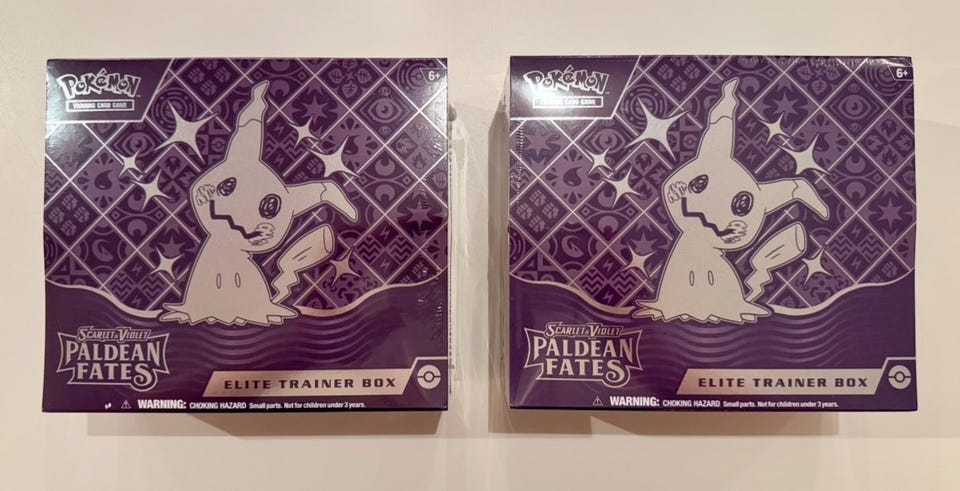 POKéMON
TRADING CARD GAME
6+
SCARLET & VIOLET
PALDEAN
FATES
ELITE TRAINER BOX
WARNING: CHOKING HAZARD Small parts. Not for children under 3 years.
POKéMON
TRADING CARD GAME
6+
SCARLET & VIOLET
PALDEAN
FATES
ELITE TRAINER BOX
WARNING: CHOKING HAZARD Small parts. Not for children under 3 years.